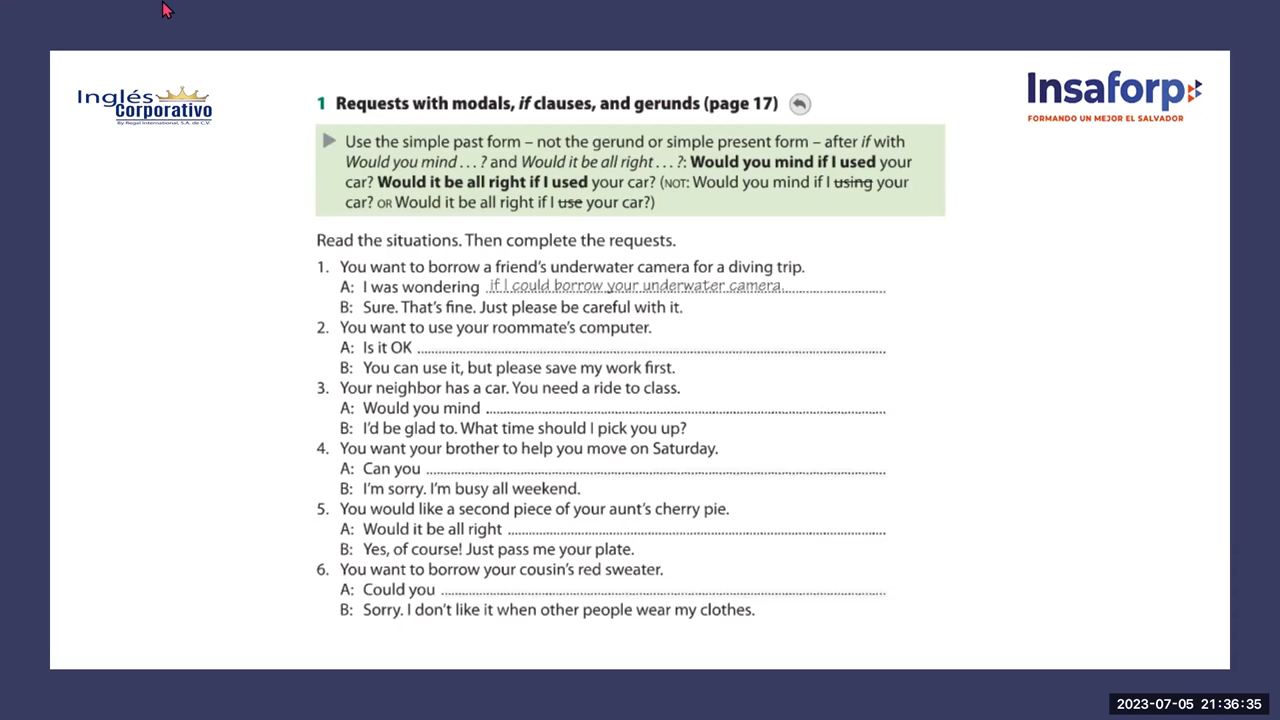 Inglés
Corporativo
By Regal International, S.A. de C.V.
Insaforp
FORMANDO UN MEJOR EL SALVADOR
1 Requests with modals, if clauses, and gerunds (page 17)
Use the simple past form – not the gerund or simple present form – after if with
Would you mind . . . ? and Would it be all right . . . ?: Would you mind if I used your
car? Would it be all right if I used your car? (NOT: Would you mind if I using your
car? OR Would it be all right if I use your car?)
Read the situations. Then complete the requests.
1. You want to borrow a friend's underwater camera for a diving trip.
A: I was wondering if I could borrow your underwater camera.
B: Sure. That's fine. Just please be careful with it.
2. You want to use your roommate's computer.
A: Is it OK
B: You can use it, but please save my work first.
3. Your neighbor has a car. You need a ride to class.
A: Would you mind
B: I'd be glad to. What time should I pick you up?
4. You want your brother to help you move on Saturday.
A: Can you
B: I'm sorry. I'm busy all weekend.
5. You would like a second piece of your aunt's cherry pie.
A: Would it be all right
B: Yes, of course! Just pass me your plate.
6. You want to borrow your cousin's red sweater.
A: Could you
B: Sorry. I don't like it when other people wear my clothes.
2023-07-05 21:36:35